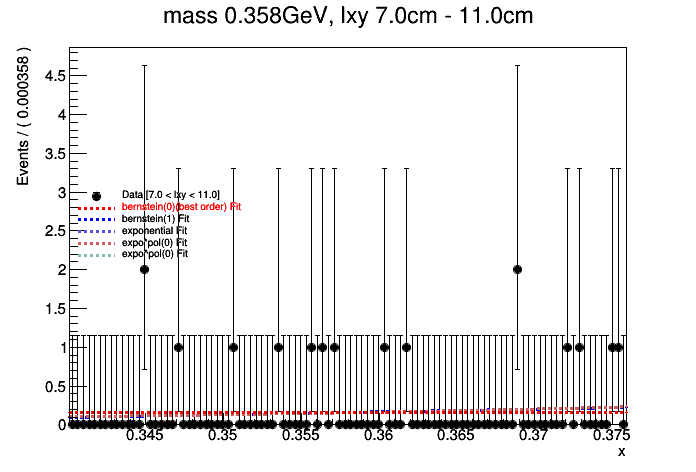 mass 0.358GeV, lxy 7.0cm - 11.0cm
Events / ( 0.000358 )
4.5
4
3.5
3
2.5
2
1.5
1
0.5
0
Data [7.0 < lxy < 11.0]
bernstein(0)(best order) Fit
bernstein(1) Fit
exponential Fit
expo*pol(0) Fit
expo*pol(0) Fit
0.345 0.35 0.355 0.36 0.365 0.37 0.375
x